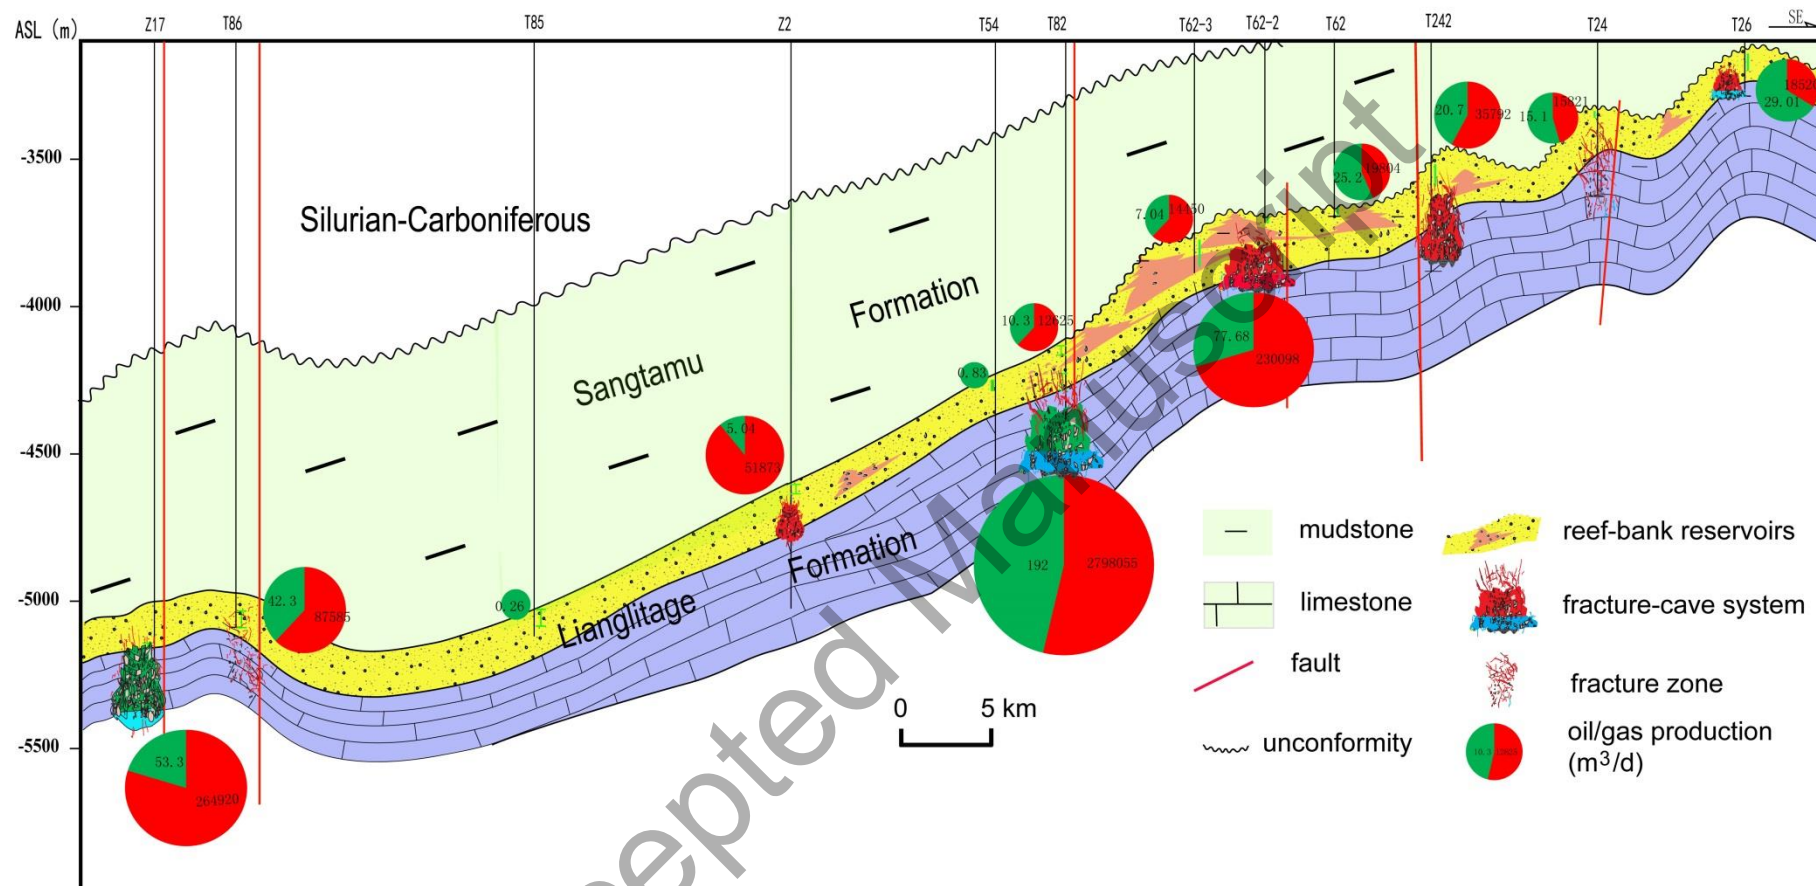 ASL (m)
Z17
T86
T85
Z2
T54
T82
T62-3
T62-2
T62
T242
T24
T26
SE
-3500
-4000
-4500
-5000
-5500
Silurian-Carboniferous
Sangtamu
Formation
Lianglitage
Formation
53.3
264920
42.3
87585
0.26
5.04
51873
0.83
10.3
12625
192
2798055
7.04
14450
77.68
230098
25.2
19804
20.7
35792
15.1
15821
29.01
0
5 km
mudstone
reef-bank reservoirs
limestone
fracture-cave system
fault
fracture zone
unconformity
oil/gas production
(m³/d)
epted Manuscript